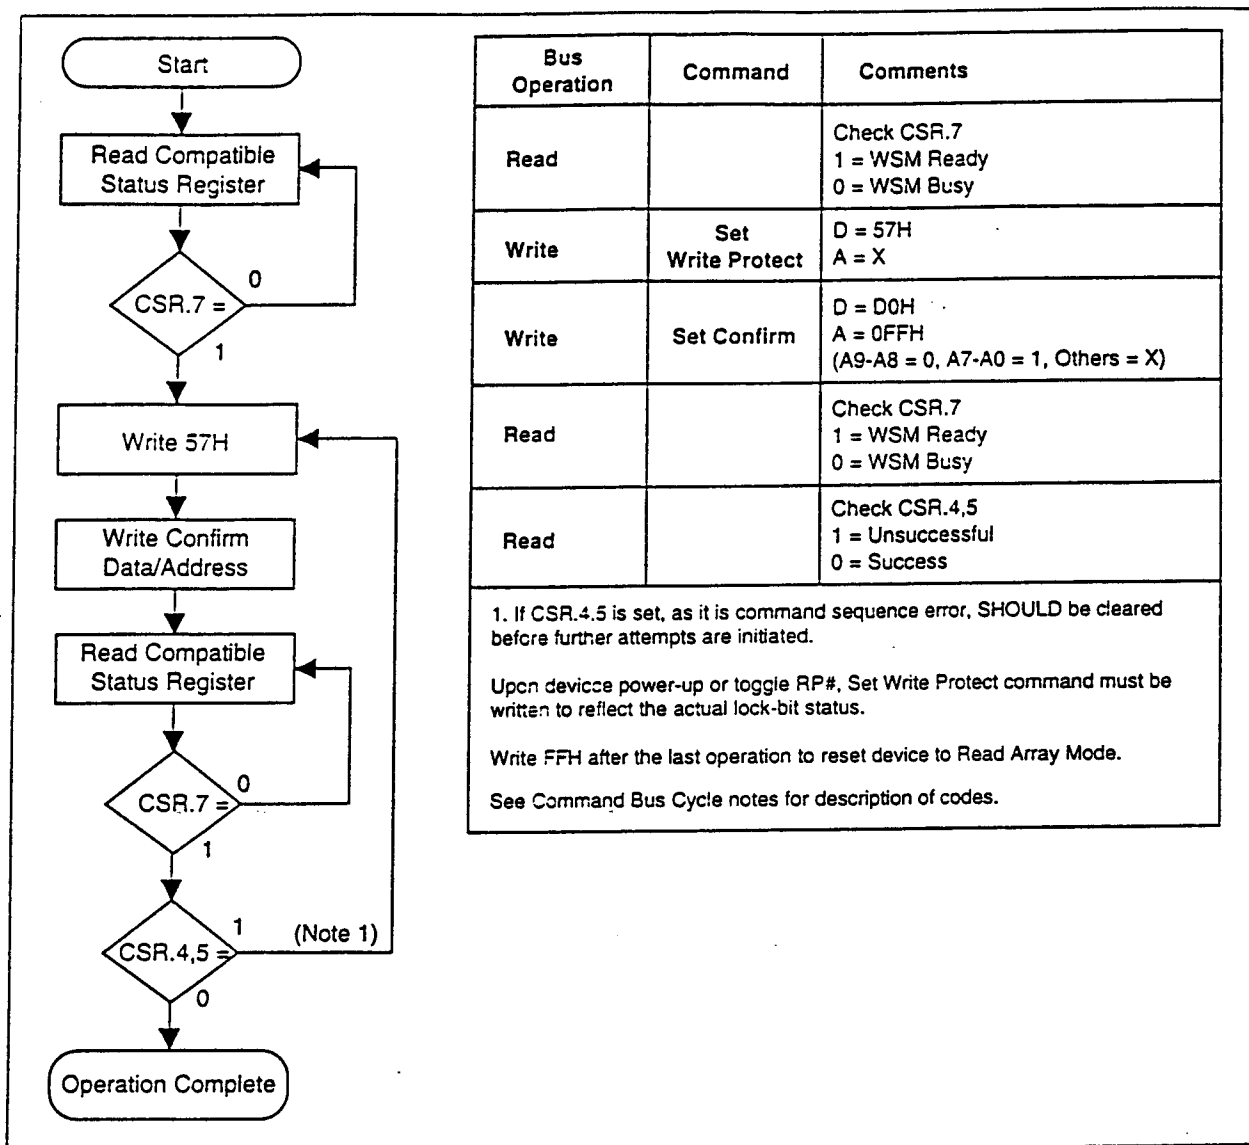 Start
Read Compatible
Status Register
0
CSR.7 =
1
Write 57H
Write Confirm
Data/Address
Read Compatible
Status Register
0
CSR.7 =
1
1
(Note 1)
CSR.4,5 =
0
Operation Complete
Bus
Operation
Command
Comments
Read
Check CSR.7
1 = WSM Ready
0 = WSM Busy
Write
Set
Write Protect
D = 57H
A = X
Write
Set Confirm
D = D0H
A = 0FFH
(A9-A8 = 0, A7-A0 = 1, Others = X)
Read
Check CSR.7
1 = WSM Ready
0 = WSM Busy
Read
Check CSR.4,5
1 = Unsuccessful
0 = Success
1. If CSR.4.5 is set, as it is command sequence error, SHOULD be cleared
before further attempts are initiated.
Upon devicce power-up or toggle RP#, Set Write Protect command must be
written to reflect the actual lock-bit status.
Write FFH after the last operation to reset device to Read Array Mode.
See Command Bus Cycle notes for description of codes.